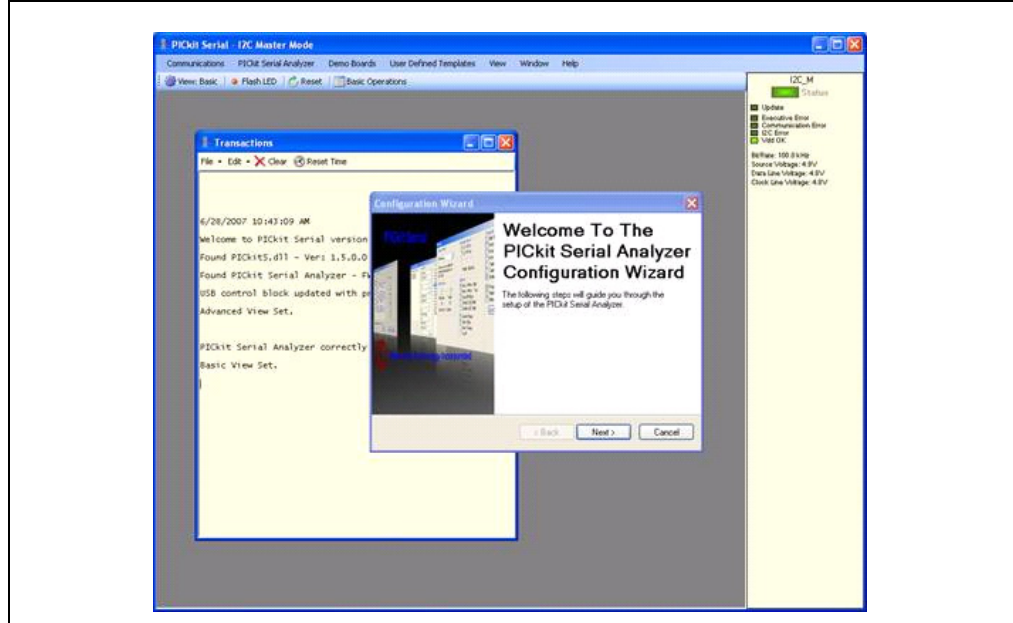 PICkit Serial - I2C Master Mode
Communications PICkit Serial Analyzer Demo Boards User Defined Templates View Window Help
View: Basic Flash LED Reset Basic Operations
I2C_M
Status
Update
Executive Error
Communication Error
I2C Error
Vdd OK
BitRate: 100.0 kHz
Source Voltage: 4.9V
Data Line Voltage: 4.9V
Clock Line Voltage: 4.9V
Transactions
File Edit Clear Reset Time
6/28/2007 10:43:09 AM
Welcome to PICkit Serial version
Found PICkitS.dll - Ver: 1.5.0.0
Found PICkit Serial Analyzer -
USB control block updated with
Advanced View Set.
PICkit Serial Analyzer correctly
Basic View Set.
Configuration Wizard
Welcome To The
PICkit Serial Analyzer
Configuration Wizard
The following steps will guide you through the
setup of the PICkit Serial Analyzer.
< Back Next > Cancel